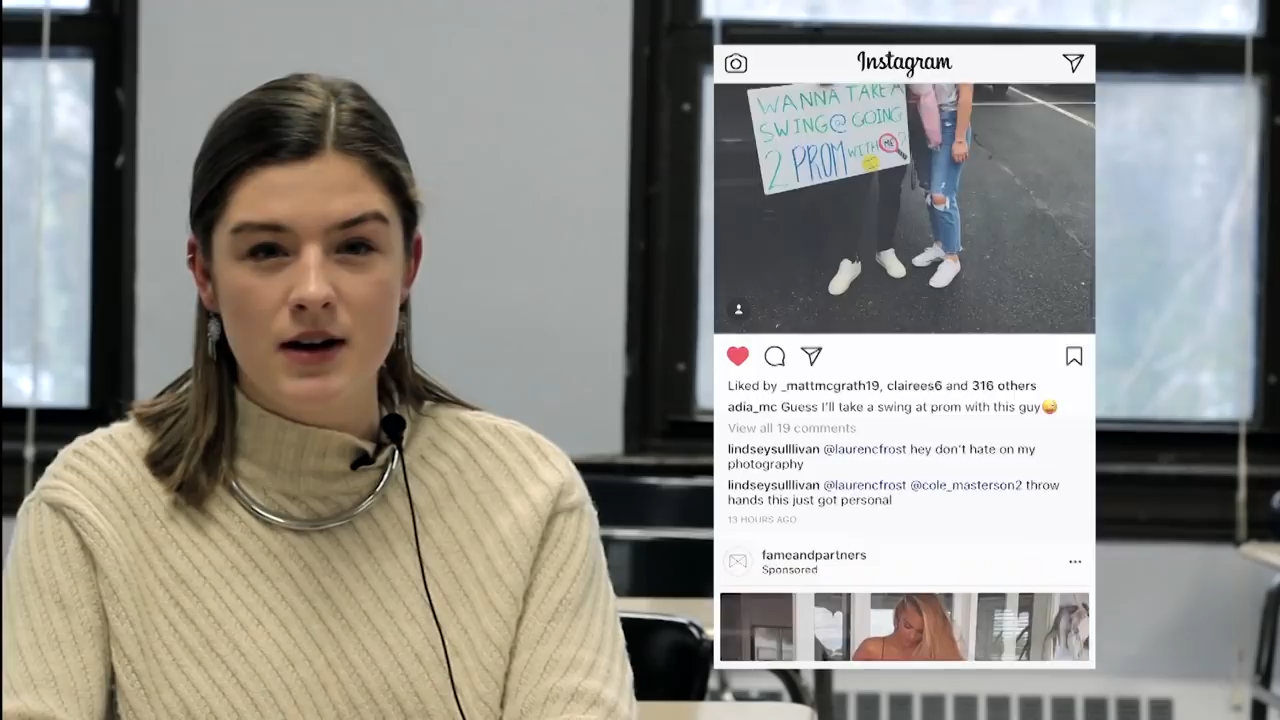 Instagram
WANNA TAKE A
SWING@ GOING
2 PROM WITH ME?
Liked by _mattmcgrath19, clairees6 and 316 others
adia_mc Guess I'll take a swing at prom with this guy😜
View all 19 comments
lindseysulllivan @laurencfrost hey don't hate on my
photography
lindseysulllivan @laurencfrost @cole_masterson2 throw
hands this just got personal
13 HOURS AGO
fameandpartners
Sponsored